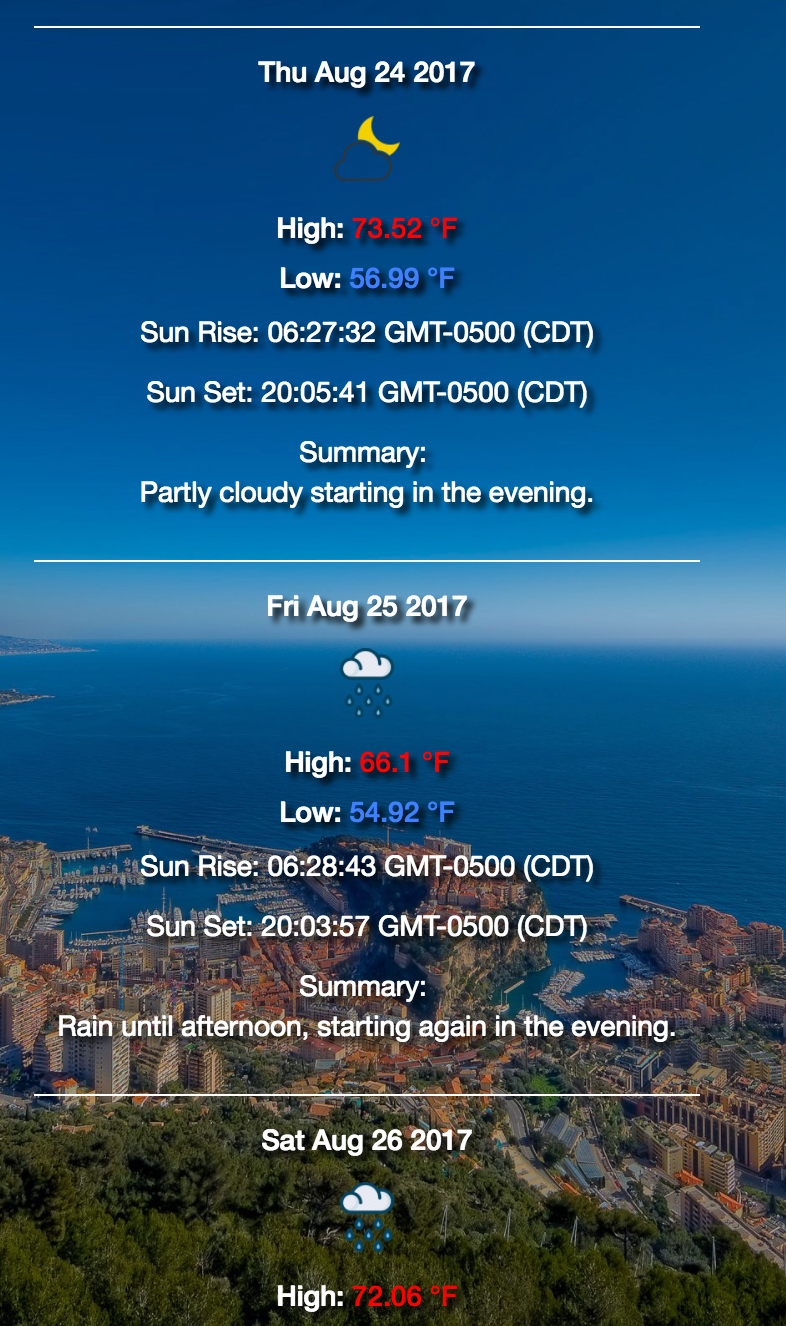 Thu Aug 24 2017
High: 73.52 °F
Low: 56.99 °F
Sun Rise: 06:27:32 GMT-0500 (CDT)
Sun Set: 20:05:41 GMT-0500 (CDT)
Summary:
Partly cloudy starting in the evening.
Fri Aug 25 2017
High: 66.1 °F
Low: 54.92 °F
Sun Rise: 06:28:43 GMT-0500 (CDT)
Sun Set: 20:03:57 GMT-0500 (CDT)
Summary:
Rain until afternoon, starting again in the evening.
Sat Aug 26 2017
High: 72.06 °F